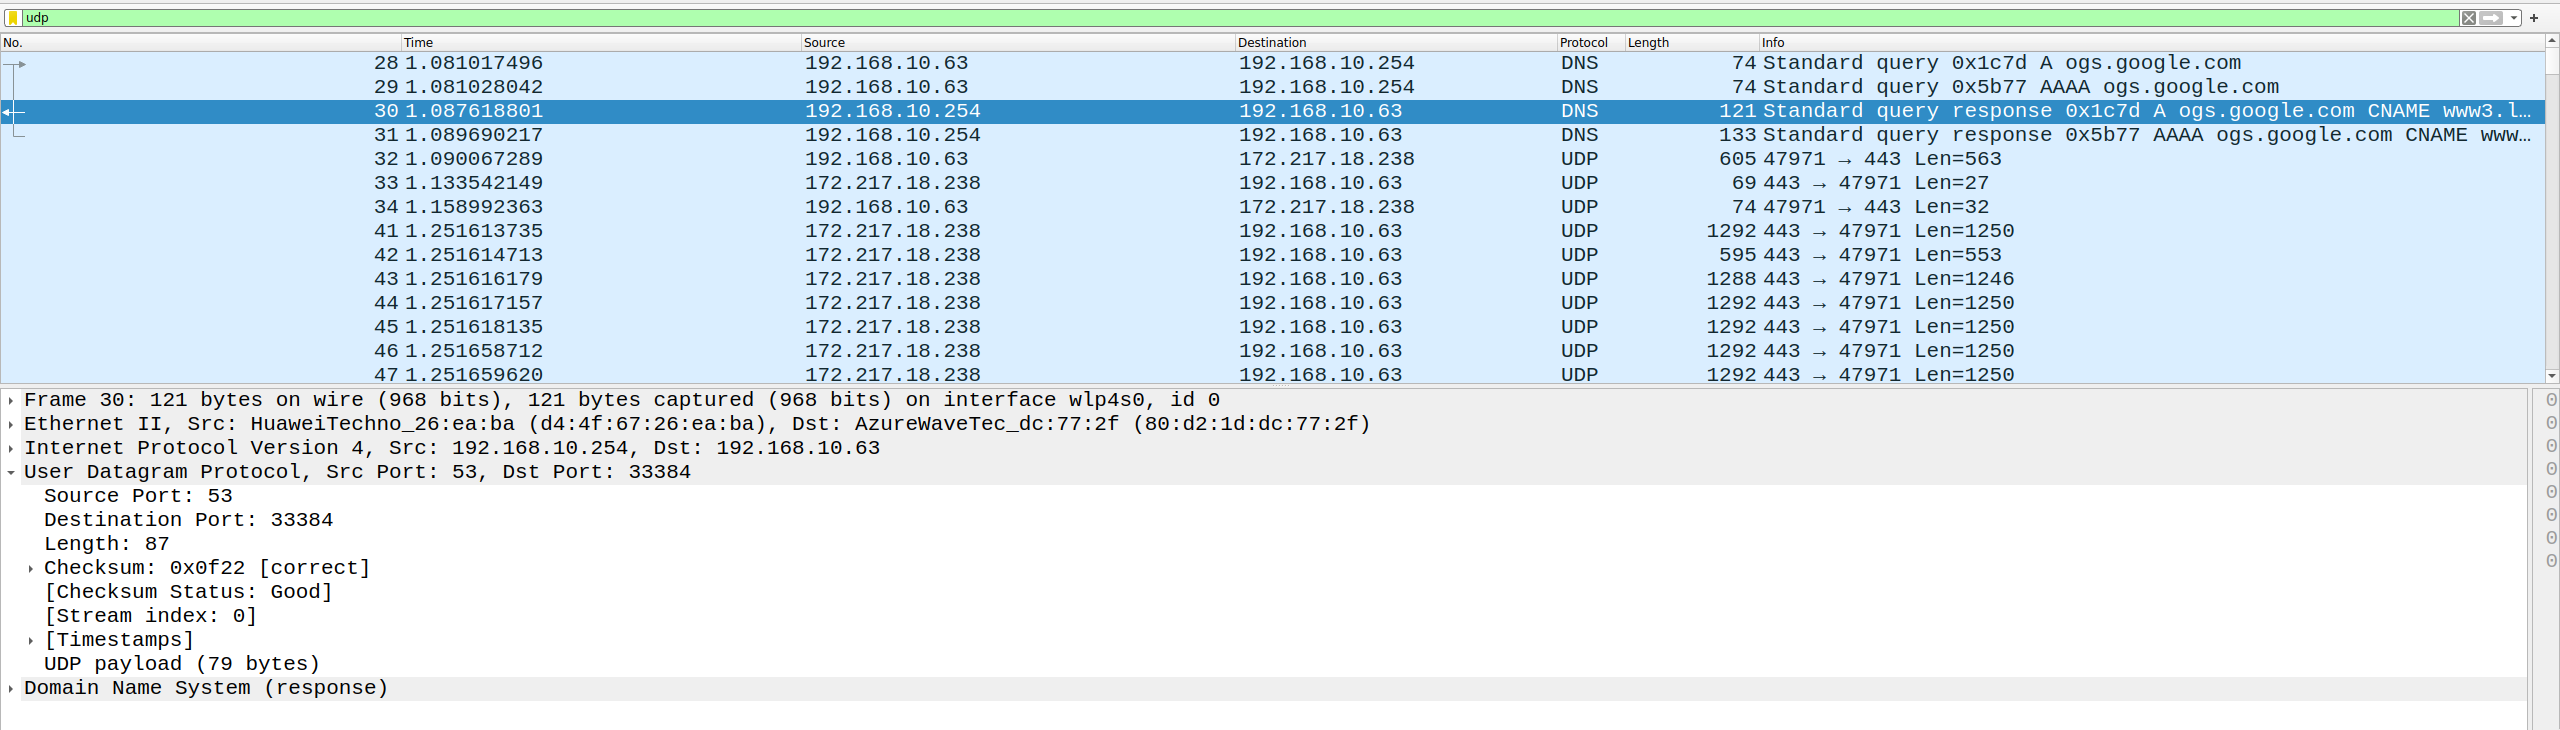 udp
No. Time Source Destination Protocol Length Info
28 1.081017496 192.168.10.63 192.168.10.254 DNS 74 Standard query 0x1c7d A ogs.google.com
29 1.081028042 192.168.10.63 192.168.10.254 DNS 74 Standard query 0x5b77 AAAA ogs.google.com
30 1.087618801 192.168.10.254 192.168.10.63 DNS 121 Standard query response 0x1c7d A ogs.google.com CNAME www3.l…
31 1.089690217 192.168.10.254 192.168.10.63 DNS 133 Standard query response 0x5b77 AAAA ogs.google.com CNAME www…
32 1.090067289 192.168.10.63 172.217.18.238 UDP 605 47971 → 443 Len=563
33 1.133542149 172.217.18.238 192.168.10.63 UDP 69 443 → 47971 Len=27
34 1.158992363 192.168.10.63 172.217.18.238 UDP 74 47971 → 443 Len=32
41 1.251613735 172.217.18.238 192.168.10.63 UDP 1292 443 → 47971 Len=1250
42 1.251614713 172.217.18.238 192.168.10.63 UDP 595 443 → 47971 Len=553
43 1.251616179 172.217.18.238 192.168.10.63 UDP 1288 443 → 47971 Len=1246
44 1.251617157 172.217.18.238 192.168.10.63 UDP 1292 443 → 47971 Len=1250
45 1.251618135 172.217.18.238 192.168.10.63 UDP 1292 443 → 47971 Len=1250
46 1.251658712 172.217.18.238 192.168.10.63 UDP 1292 443 → 47971 Len=1250
47 1.251659620 172.217.18.238 192.168.10.63 UDP 1292 443 → 47971 Len=1250
Frame 30: 121 bytes on wire (968 bits), 121 bytes captured (968 bits) on interface wlp4s0, id 0
Ethernet II, Src: HuaweiTechno_26:ea:ba (d4:4f:67:26:ea:ba), Dst: AzureWaveTec_dc:77:2f (80:d2:1d:dc:77:2f)
Internet Protocol Version 4, Src: 192.168.10.254, Dst: 192.168.10.63
User Datagram Protocol, Src Port: 53, Dst Port: 33384
Source Port: 53
Destination Port: 33384
Length: 87
Checksum: 0x0f22 [correct]
[Checksum Status: Good]
[Stream index: 0]
[Timestamps]
UDP payload (79 bytes)
Domain Name System (response)
0
0
0
0
0
0
0
0